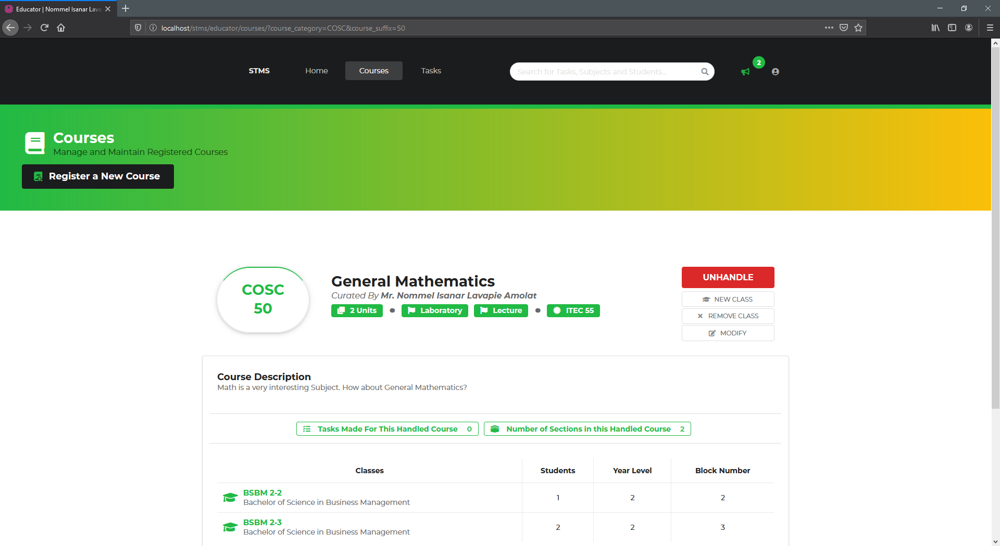 Educator | Nommel Isanar Lava
localhost/stms/educator/courses/?course_category=COSC&course_suffix=50
STMS
Home
Courses
Tasks
Search for Tasks, Subjects and Students...
2
Courses
Manage and Maintain Registered Courses
Register a New Course
COSC
50
General Mathematics
Curated By Mr. Nommel Isanar Lavapie Amolat
2 Units
Laboratory
Lecture
ITEC 55
UNHANDLE
NEW CLASS
REMOVE CLASS
MODIFY
Course Description
Math is a very interesting Subject. How about General Mathematics?
Tasks Made For This Handled Course 0
Number of Sections in this Handled Course 2
Classes Students Year Level Block Number
BSBM 2-2
Bachelor of Science in Business Management
1 2 2
BSBM 2-3
Bachelor of Science in Business Management
2 2 3